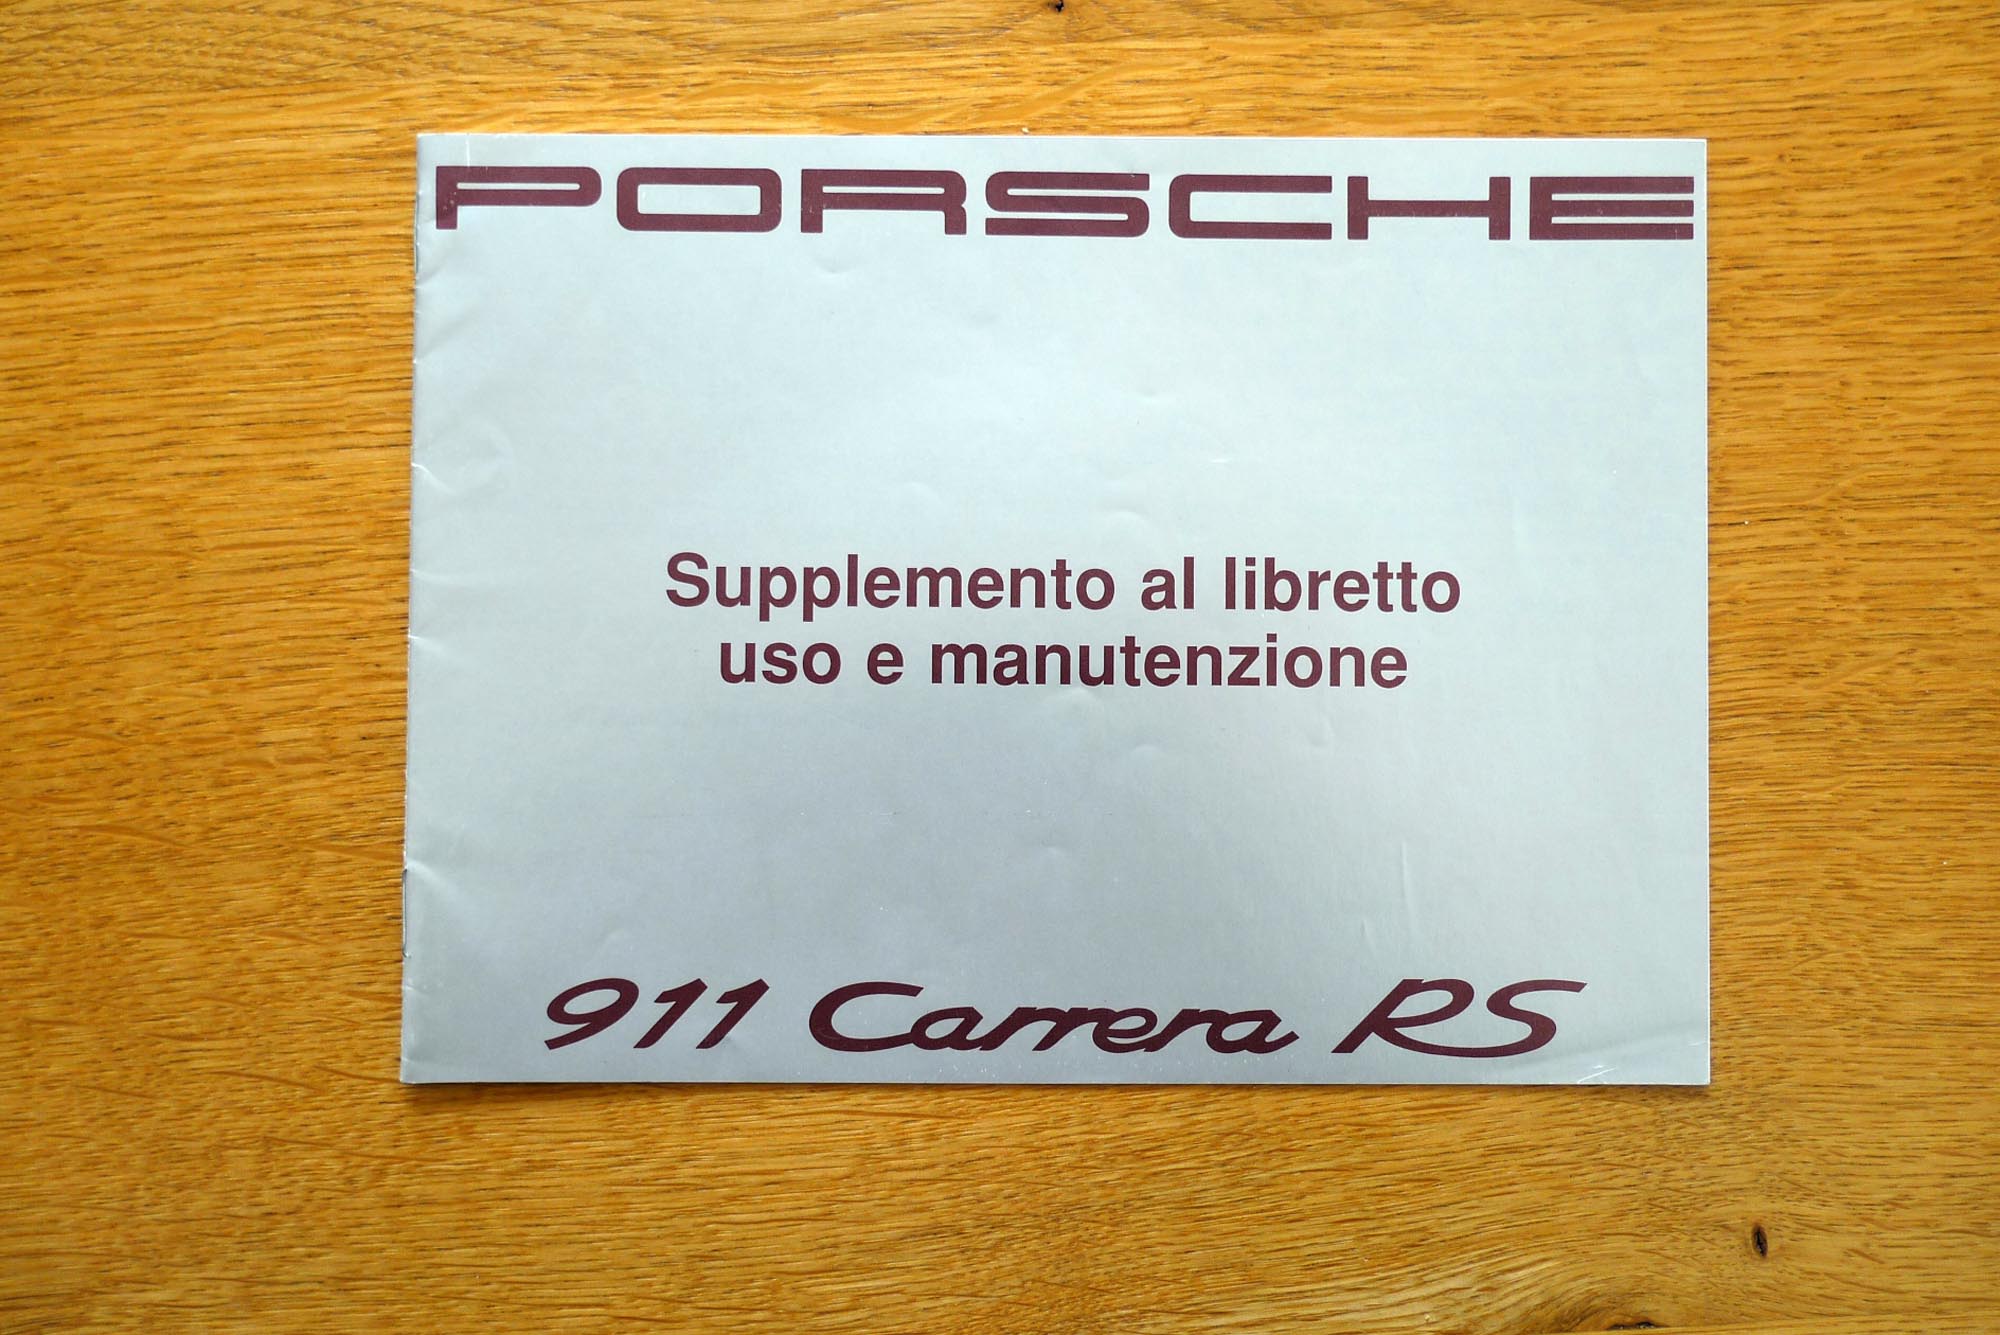 PORSCHE
Supplemento al libretto
uso e manutenzione
911 Carrera RS